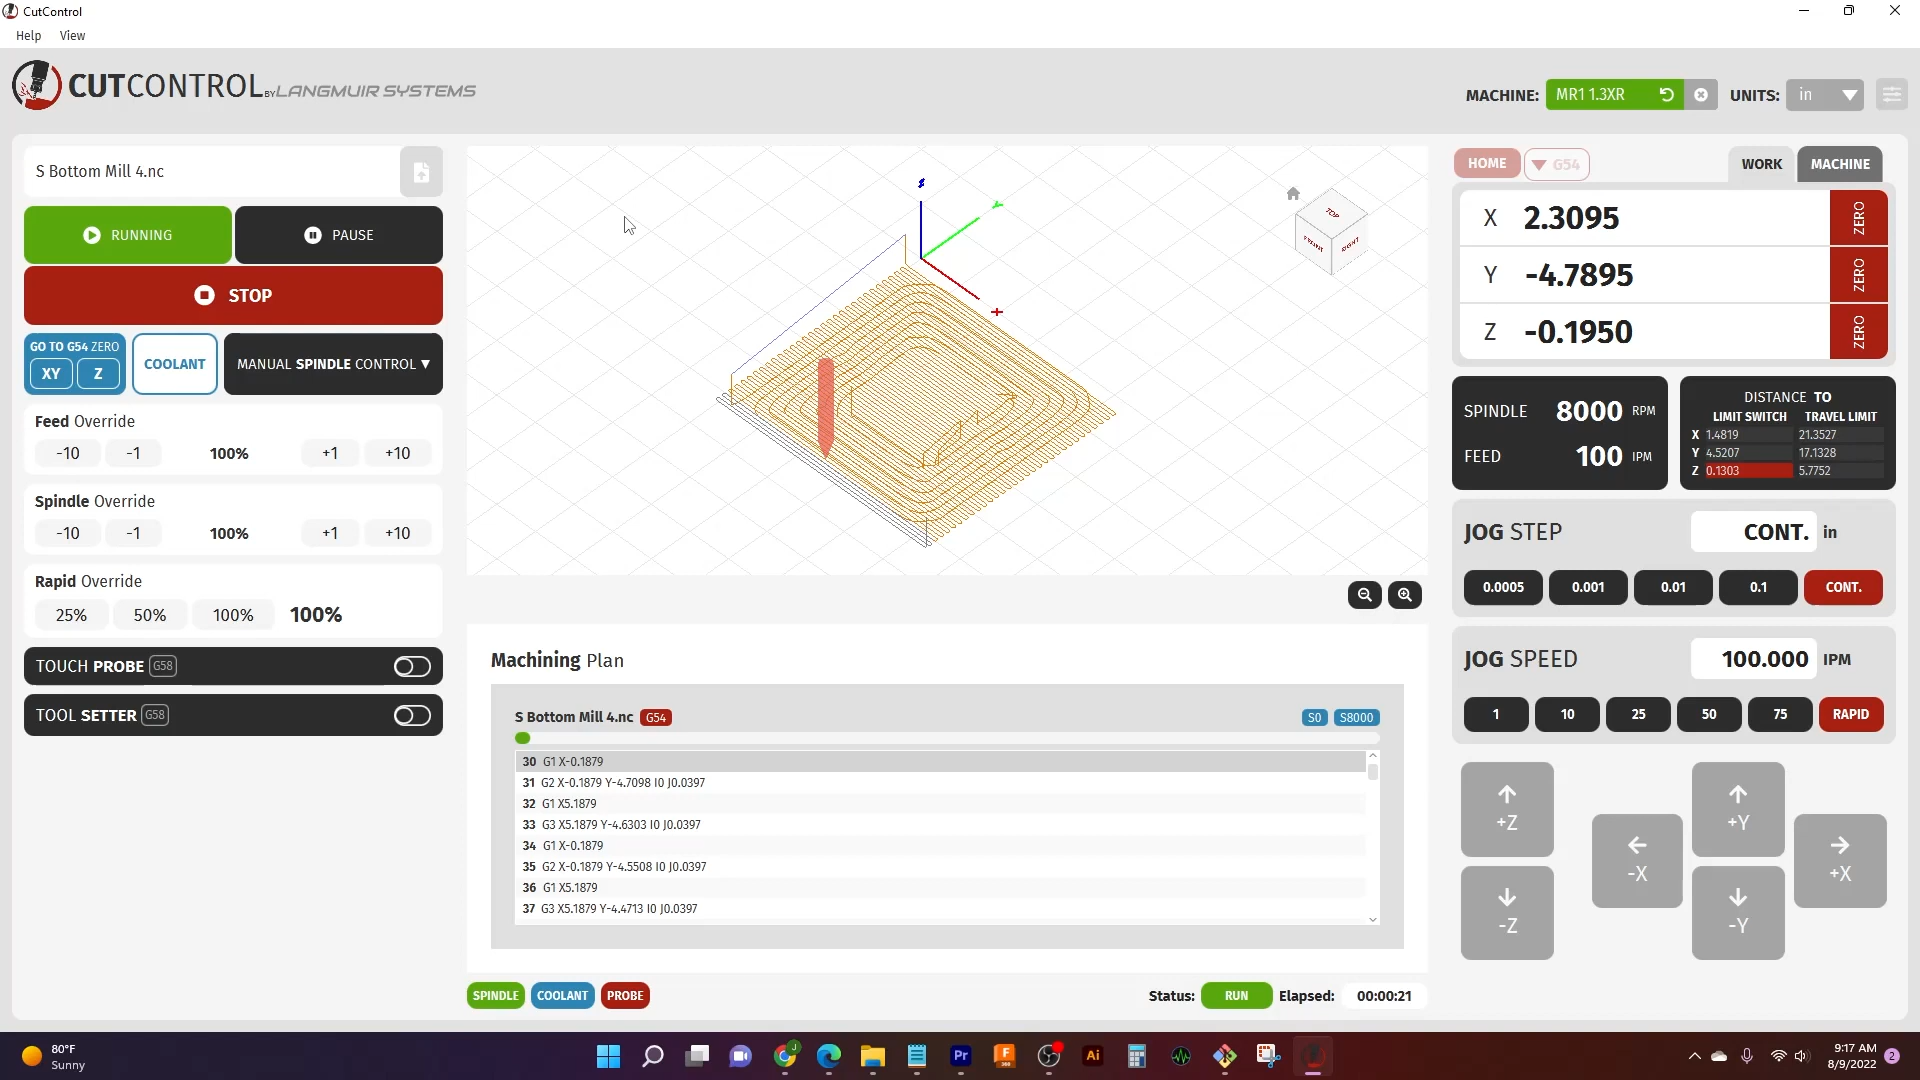 CutControl
Help View
CUTCONTROL BY LANGMUIR SYSTEMS
MACHINE: MR1 1.3XR UNITS: in
S Bottom Mill 4.nc
RUNNING PAUSE
STOP
GO TO G54 ZERO
XY Z
COOLANT
MANUAL SPINDLE CONTROL ▼
Feed Override
-10 -1 100% +1 +10
Spindle Override
-10 -1 100% +1 +10
Rapid Override
25% 50% 100% 100%
TOUCH PROBE G58
TOOL SETTER G58
TOP
RIGHT
Machining Plan
S Bottom Mill 4.nc G54 S0 S8000
30 G1 X-0.1879
31 G2 X-0.1879 Y-4.7098 I0 J0.0397
32 G1 X5.1879
33 G3 X5.1879 Y-4.6303 I0 J0.0397
34 G1 X-0.1879
35 G2 X-0.1879 Y-4.5508 I0 J0.0397
36 G1 X5.1879
37 G3 X5.1879 Y-4.4713 I0 J0.0397
SPINDLE COOLANT PROBE
Status: RUN Elapsed: 00:00:21
HOME G54 WORK MACHINE
X 2.3095 ZERO
Y -4.7895 ZERO
Z -0.1950 ZERO
SPINDLE 8000 RPM
FEED 100 IPM
DISTANCE TO
LIMIT SWITCH TRAVEL LIMIT
X 1.4819 21.3527
Y 4.5207 17.1328
Z 0.1303 5.7752
JOG STEP CONT. in
0.0005 0.001 0.01 0.1 CONT.
JOG SPEED 100.000 IPM
1 10 25 50 75 RAPID
+Z +Y
-X +X
-Z -Y
80°F
Sunny
Pr
F
Ai
9:17 AM
8/9/2022
2